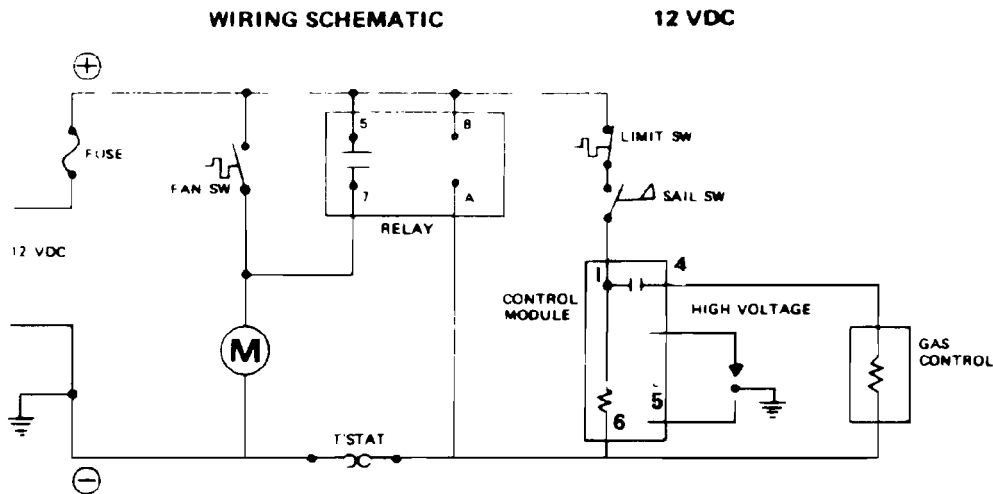 WIRING SCHEMATIC
12 VDC
+
5
8
LIMIT SW
FUSE
FAN SW
7
A
SAIL SW
RELAY
12 VDC
1
4
CONTROL
MODULE
HIGH VOLTAGE
M
GAS
CONTROL
5
6
T'STAT
−